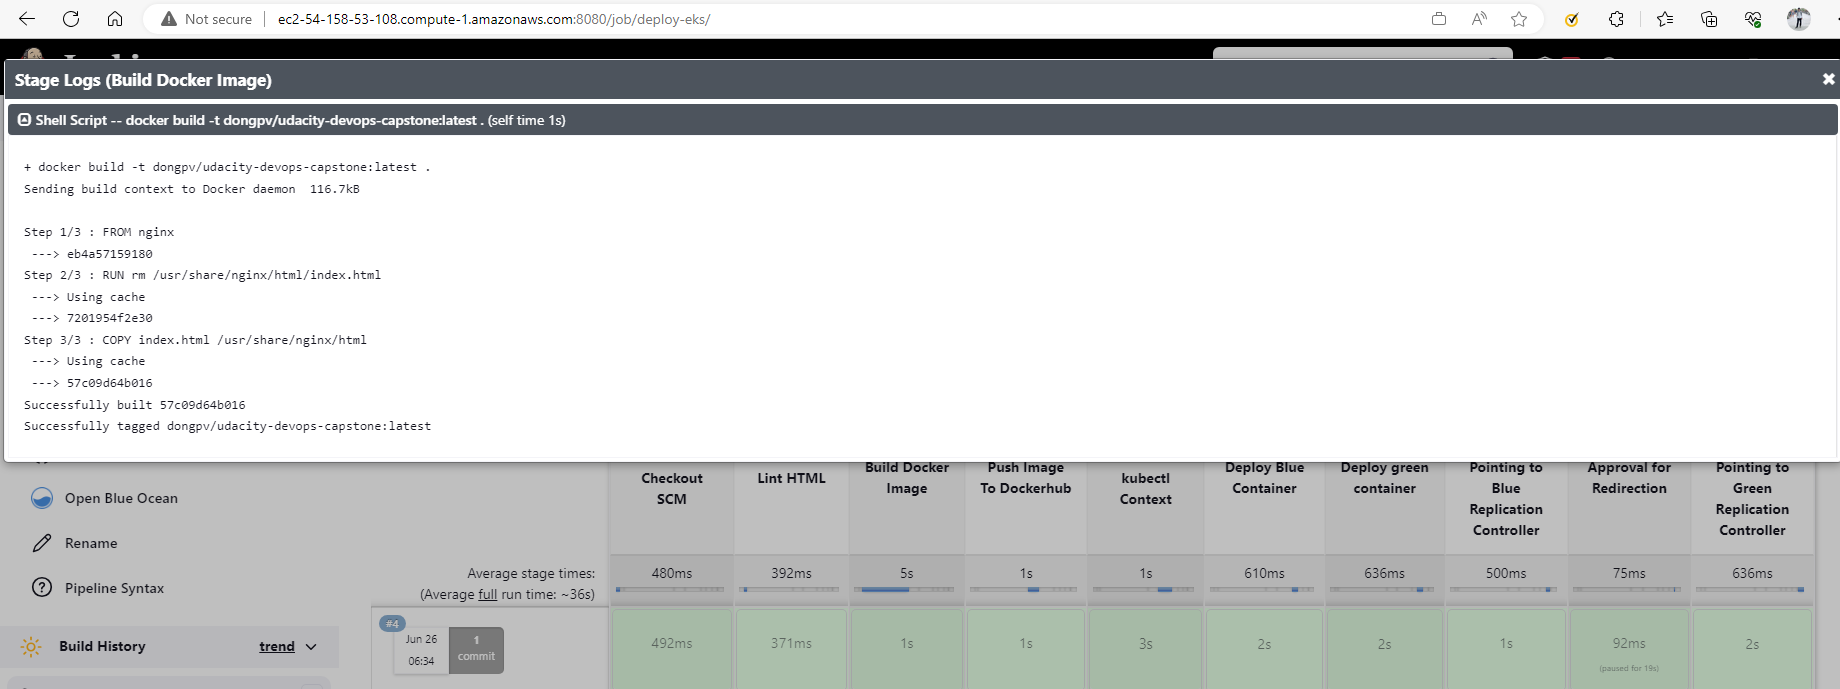 Not secure
ec2-54-158-53-108.compute-1.amazonaws.com:8080/job/deploy-eks/
Stage Logs (Build Docker Image)
Shell Script -- docker build -t dongpv/udacity-devops-capstone:latest . (self time 1s)
+ docker build -t dongpv/udacity-devops-capstone:latest .
Sending build context to Docker daemon  116.7kB
Step 1/3 : FROM nginx
---> eb4a57159180
Step 2/3 : RUN rm /usr/share/nginx/html/index.html
---> Using cache
---> 7201954f2e30
Step 3/3 : COPY index.html /usr/share/nginx/html
---> Using cache
---> 57c09d64b016
Successfully built 57c09d64b016
Successfully tagged dongpv/udacity-devops-capstone:latest
Open Blue Ocean
Rename
Pipeline Syntax
Build History
trend
Checkout
SCM
Lint HTML
Build Docker
Image
Push Image
To Dockerhub
kubectl
Context
Deploy Blue
Container
Deploy green
container
Pointing to
Blue
Replication
Controller
Approval for
Redirection
Pointing to
Green
Replication
Controller
Average stage times:
(Average full run time: ~36s)
480ms
392ms
5s
1s
1s
610ms
636ms
500ms
75ms
636ms
#4
Jun 26
06:34
1
commit
492ms
371ms
1s
1s
3s
2s
2s
1s
92ms
(paused for 19s)
2s